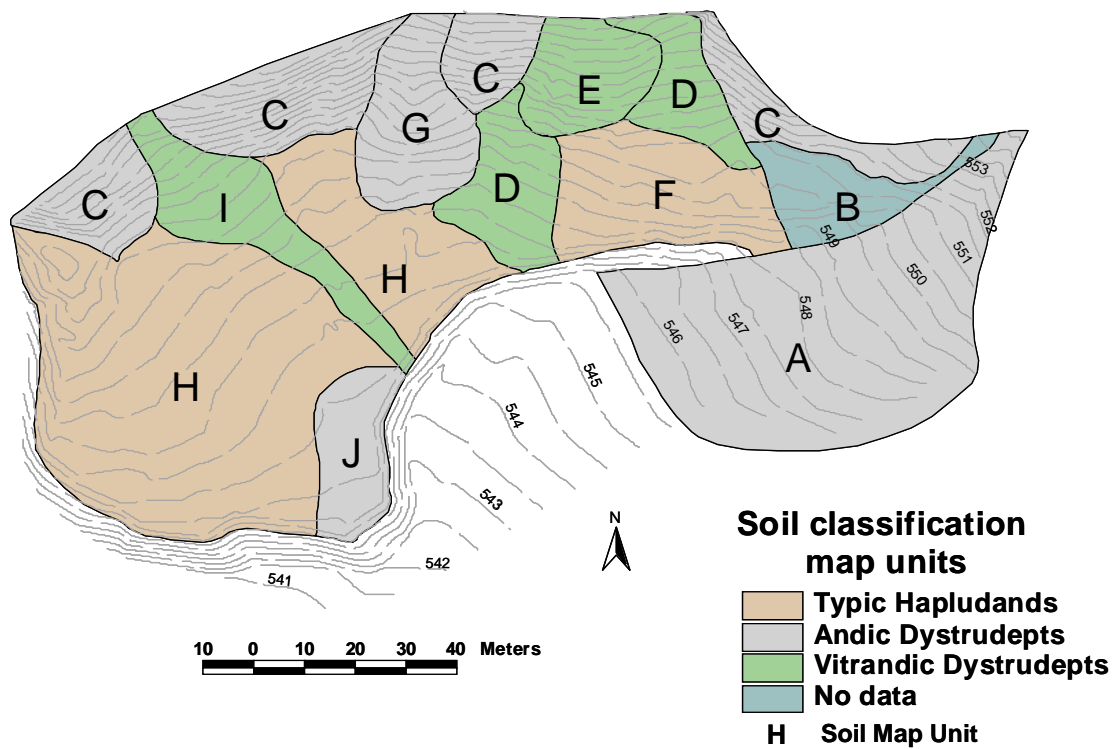 C
E
D
C
G
C
553
C
I
D
F
B
552
549
551
H
550
548
547
546
A
545
H
544
J
543
542
541
N
Soil classification
map units
Typic Hapludands
Andic Dystrudepts
Vitrandic Dystrudepts
No data
H Soil Map Unit
10 0 10 20 30 40 Meters